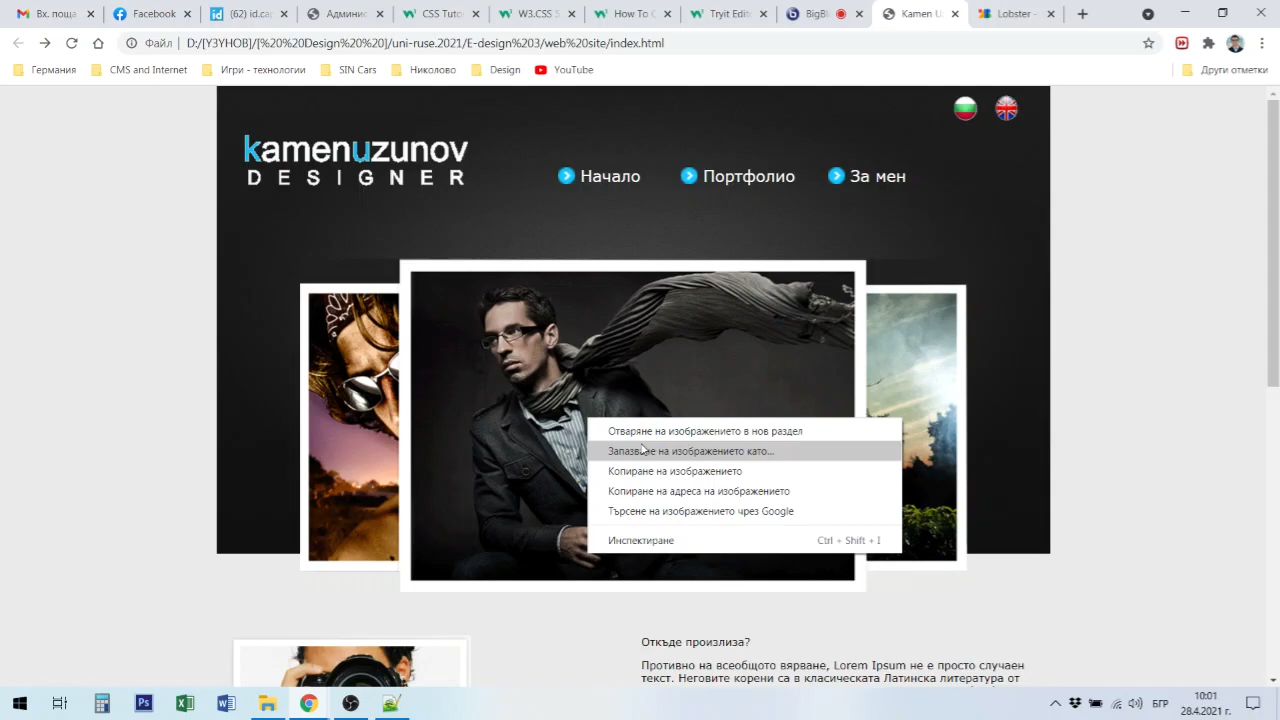 Вх. поща
Facebook
(62) id.ca
Админис
CSS Tuto
W3.CSS S
How To C
Tryit Edit
BigBl
Kamen U
Lobster -
Файл | D:/[Y3YHOB]/[%20%20Design%20%20]/uni-ruse.2021/E-design%203/web%20site/index.html
Германия
CMS and Internet
Игри - технологии
SIN Cars
Николово
Design
YouTube
Други отметки
kamenuzunov
DESIGNER
Начало
Портфолио
За мен
Отваряне на изображението в нов раздел
Запазване на изображението като...
Копиране на изображението
Копиране на адреса на изображението
Търсене на изображението чрез Google
Инспектиране Ctrl + Shift + I
Откъде произлиза?
Противно на всеобщото вярване, Lorem Ipsum не е просто случаен
текст. Неговите корени са в класическата Латинска литература от
БГР
10:01
28.4.2021 г.